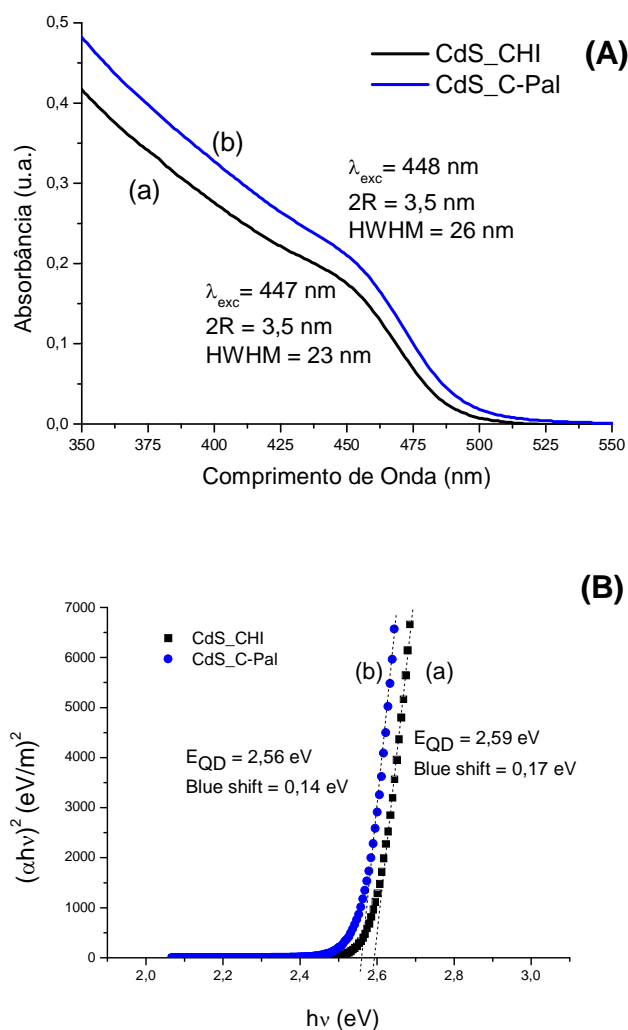 (A)
CdS_CHI
CdS_C-Pal
(b)
(a)
λexc= 448 nm
2R = 3,5 nm
HWHM = 26 nm
λexc= 447 nm
2R = 3,5 nm
HWHM = 23 nm
0,5
0,4
0,3
0,2
0,1
0,0
Absorbância (u.a.)
350 375 400 425 450 475 500 525 550
Comprimento de Onda (nm)
(B)
CdS_CHI
CdS_C-Pal
(b) (a)
EQD = 2,56 eV
Blue shift = 0,14 eV
EQD = 2,59 eV
Blue shift = 0,17 eV
7000
6000
5000
4000
3000
2000
1000
0
(αhν)² (eV/m)²
2,0 2,2 2,4 2,6 2,8 3,0
hν (eV)